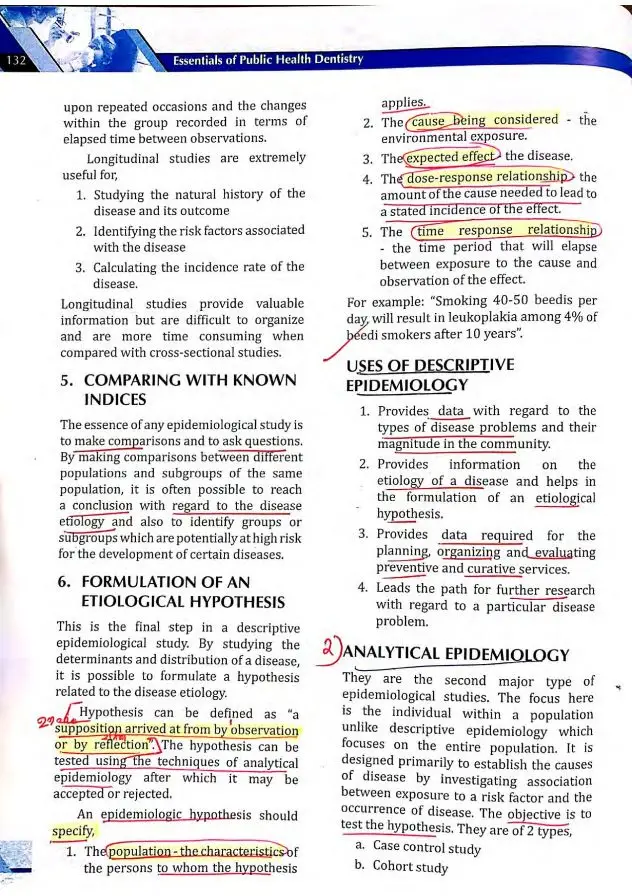 132
Essentials of Public Health Dentistry
upon repeated occasions and the changes
within the group recorded in terms of
elapsed time between observations.
Longitudinal studies are extremely
useful for,
1. Studying the natural history of the
disease and its outcome
2. Identifying the risk factors associated
with the disease
3. Calculating the incidence rate of the
disease.
Longitudinal studies provide valuable
information but are difficult to organize
and are more time consuming when
compared with cross-sectional studies.
5. COMPARING WITH KNOWN
INDICES
The essence of any epidemiological study is
to make comparisons and to ask questions.
By making comparisons between different
populations and subgroups of the same
population, it is often possible to reach
a conclusion with regard to the disease
etiology and also to identify groups or
subgroups which are potentially at high risk
for the development of certain diseases.
6. FORMULATION OF AN
ETIOLOGICAL HYPOTHESIS
This is the final step in a descriptive
epidemiological study. By studying the
determinants and distribution of a disease,
it is possible to formulate a hypothesis
related to the disease etiology.
Hypothesis can be defined as "a
supposition arrived at from by observation
or by reflection". The hypothesis can be
tested using the techniques of analytical
epidemiology after which it may be
accepted or rejected.
An epidemiologic hypothesis should
specify,
1. The population - the characteristics of
the persons to whom the hypothesis
applies.
2. The cause being considered - the
environmental exposure.
3. The expected effect - the disease.
4. The dose-response relationship - the
amount of the cause needed to lead to
a stated incidence of the effect.
5. The time response relationship
- the time period that will elapse
between exposure to the cause and
observation of the effect.
For example: "Smoking 40-50 beedis per
day, will result in leukoplakia among 4% of
beedi smokers after 10 years".
USES OF DESCRIPTIVE
EPIDEMIOLOGY
1. Provides data with regard to the
types of disease problems and their
magnitude in the community.
2. Provides information on the
etiology of a disease and helps in
the formulation of an etiological
hypothesis.
3. Provides data required for the
planning, organizing and evaluating
preventive and curative services.
4. Leads the path for further research
with regard to a particular disease
problem.
2) ANALYTICAL EPIDEMIOLOGY
They are the second major type of
epidemiological studies. The focus here
is the individual within a population
unlike descriptive epidemiology which
focuses on the entire population. It is
designed primarily to establish the causes
of disease by investigating association
between exposure to a risk factor and the
occurrence of disease. The objective is to
test the hypothesis. They are of 2 types,
a. Case control study
b. Cohort study